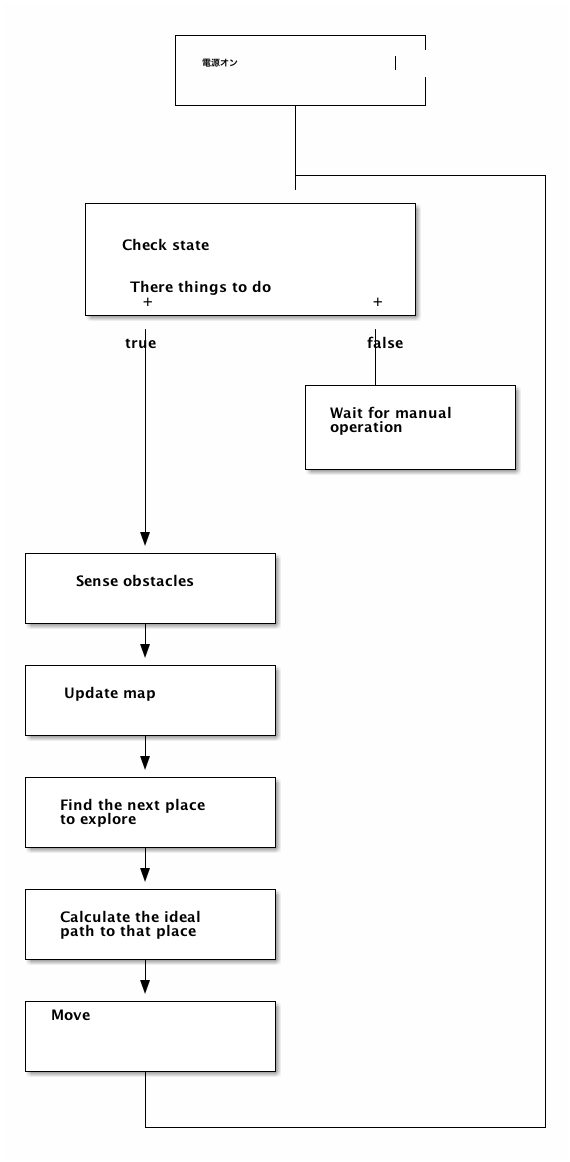 電源オン
Check state
There things to do
+ +
true false
Wait for manual
operation
Sense obstacles
Update map
Find the next place
to explore
Calculate the ideal
path to that place
Move